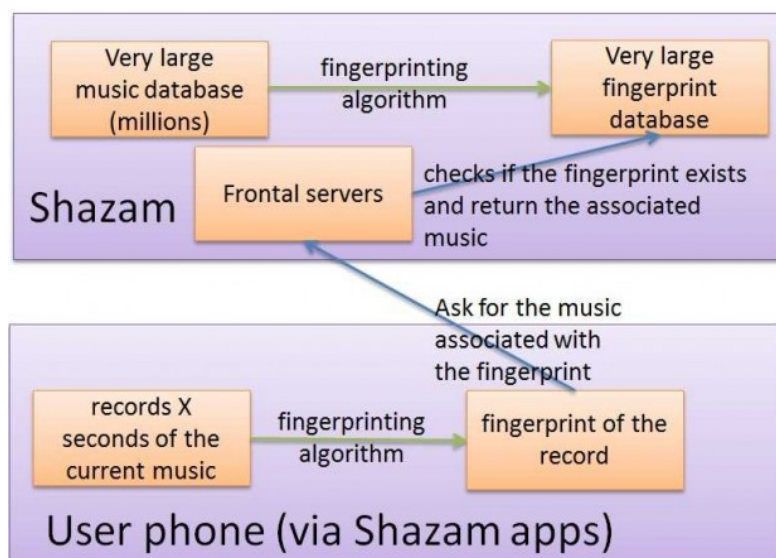 Very large
music database
(millions)
fingerprinting
algorithm
Very large
fingerprint
database
Shazam
Frontal servers
checks if the fingerprint exists
and return the associated
music
Ask for the music
associated with
the fingerprint
records X
seconds of the
current music
fingerprinting
algorithm
fingerprint of the
record
User phone (via Shazam apps)